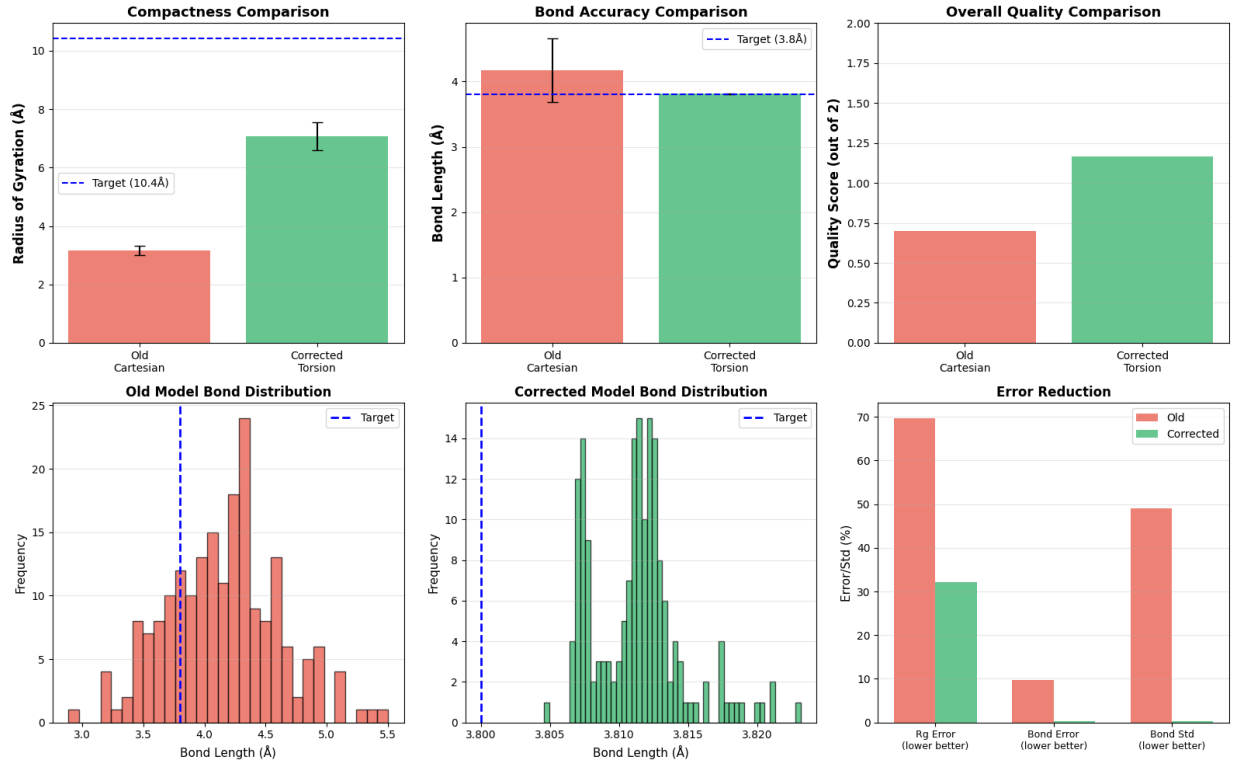 Compactness Comparison
Radius of Gyration (Å)
10
8
6
4
2
0
Target (10.4Å)
Old
Cartesian
Corrected
Torsion
Bond Accuracy Comparison
Bond Length (Å)
4
3
2
1
0
Target (3.8Å)
Old
Cartesian
Corrected
Torsion
Overall Quality Comparison
Quality Score (out of 2)
2.00
1.75
1.50
1.25
1.00
0.75
0.50
0.25
0.00
Old
Cartesian
Corrected
Torsion
Old Model Bond Distribution
Frequency
25
20
15
10
5
0
Target
3.0 3.5 4.0 4.5 5.0 5.5
Bond Length (Å)
Corrected Model Bond Distribution
Frequency
14
12
10
8
6
4
2
0
Target
3.800 3.805 3.810 3.815 3.820
Bond Length (Å)
Error Reduction
Error/Std (%)
70
60
50
40
30
20
10
0
Old
Corrected
Rg Error
(lower better)
Bond Error
(lower better)
Bond Std
(lower better)